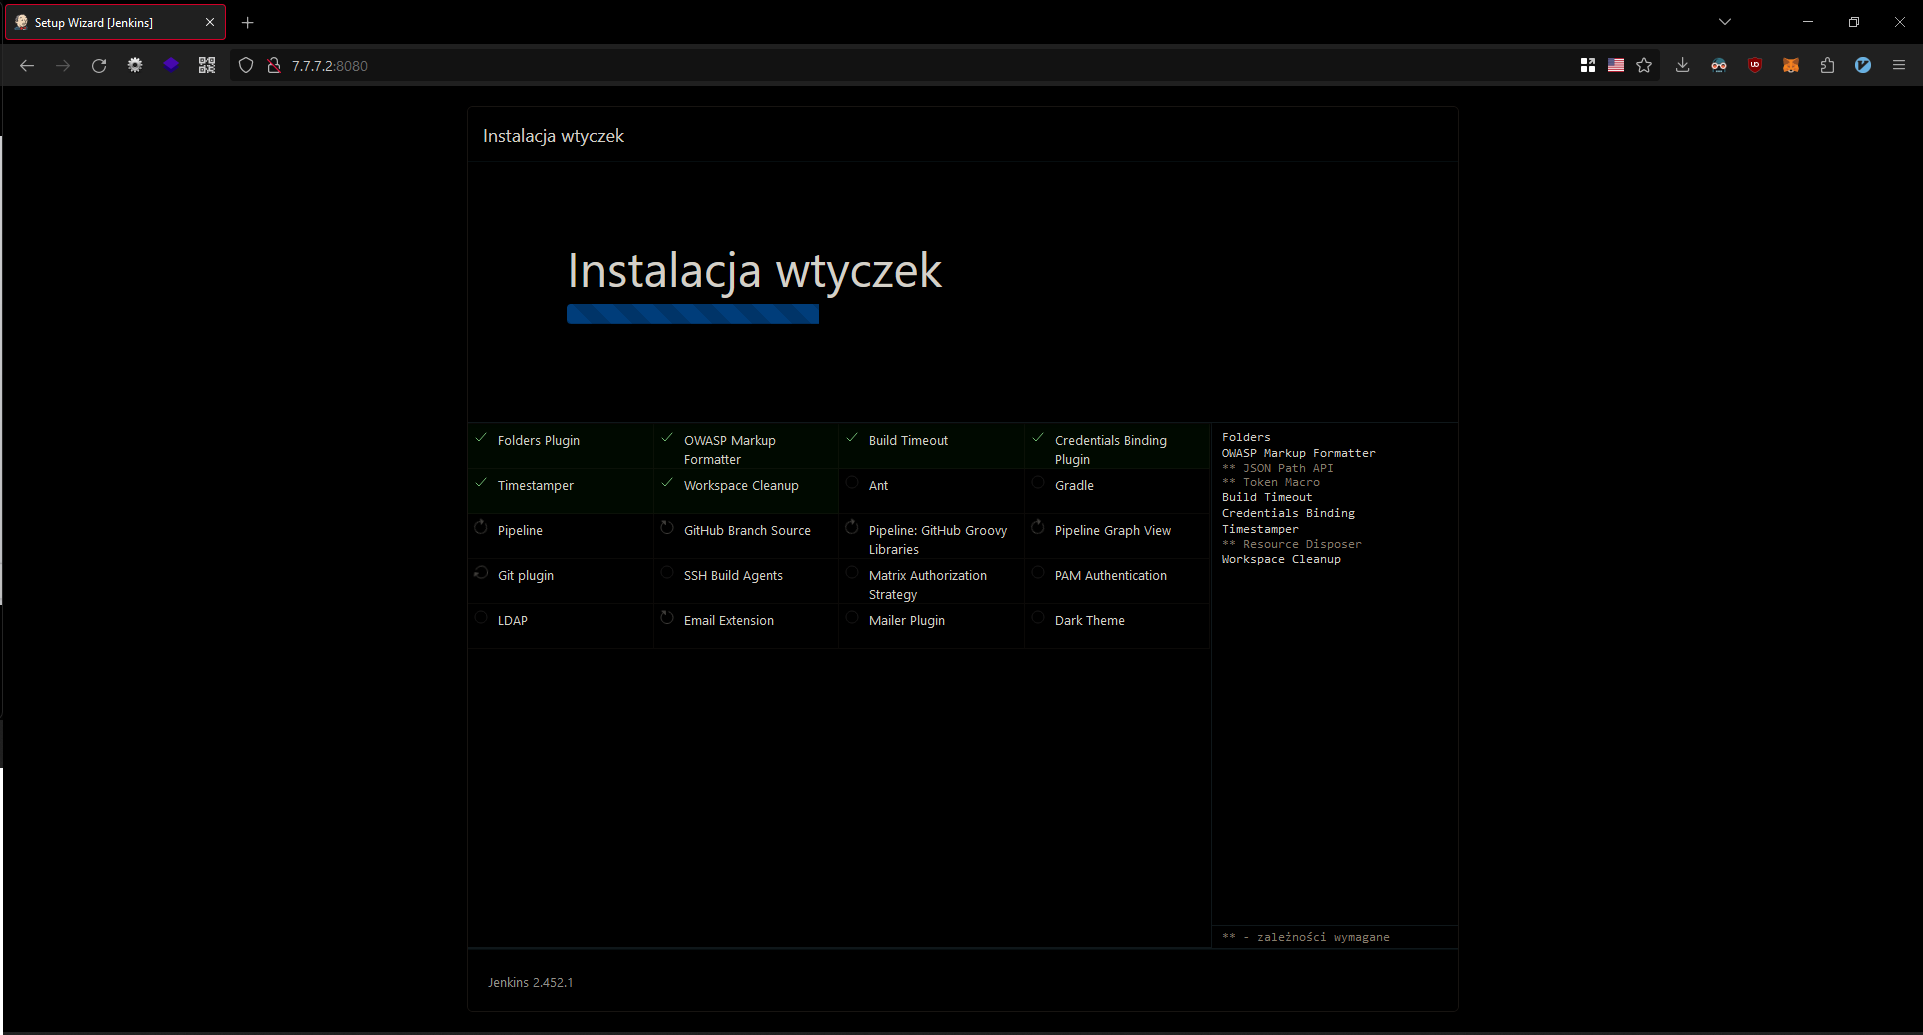 Setup Wizard [Jenkins]
7.7.7.2:8080
Instalacja wtyczek
Instalacja wtyczek
Folders Plugin
OWASP Markup
Formatter
Build Timeout
Credentials Binding
Plugin
Timestamper
Workspace Cleanup
Ant
Gradle
Pipeline
GitHub Branch Source
Pipeline: GitHub Groovy
Libraries
Pipeline Graph View
Git plugin
SSH Build Agents
Matrix Authorization
Strategy
PAM Authentication
LDAP
Email Extension
Mailer Plugin
Dark Theme
Folders
OWASP Markup Formatter
** JSON Path API
** Token Macro
Build Timeout
Credentials Binding
Timestamper
** Resource Disposer
Workspace Cleanup
** - zależności wymagane
Jenkins 2.452.1